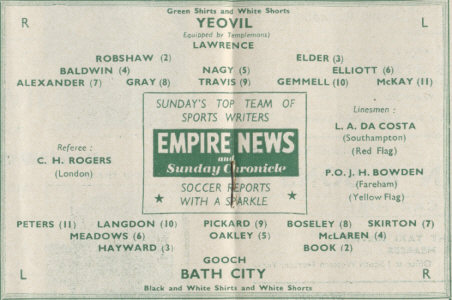 Green Shirts and White Shorts
R YEOVIL L
Equipped by Templemans)
LAWRENCE
ROBSHAW (2) ELDER (3)
BALDWIN (4) NAGY (5) ELLIOTT (6)
ALEXANDER (7) GRAY (8) TRAVIS (9) GEMMELL (10) McKAY (11)
SUNDAY'S TOP TEAM OF
SPORTS WRITERS
EMPIRE NEWS
and
Sunday Chronicle
SOCCER REPORTS
WITH A SPARKLE
Referee :
C. H. ROGERS
(London)
Linesmen :
L. A. DA COSTA
(Southampton)
(Red Flag)
P.O. J. H. BOWDEN
(Fareham)
(Yellow Flag)
PETERS (11) LANGDON (10) PICKARD (9) BOSELEY (8) SKIRTON (7)
MEADOWS (6) OAKLEY (5) McLAREN (4)
HAYWARD (3) BOOK (2)
GOOCH
L BATH CITY R
Black and White Shirts and White Shorts